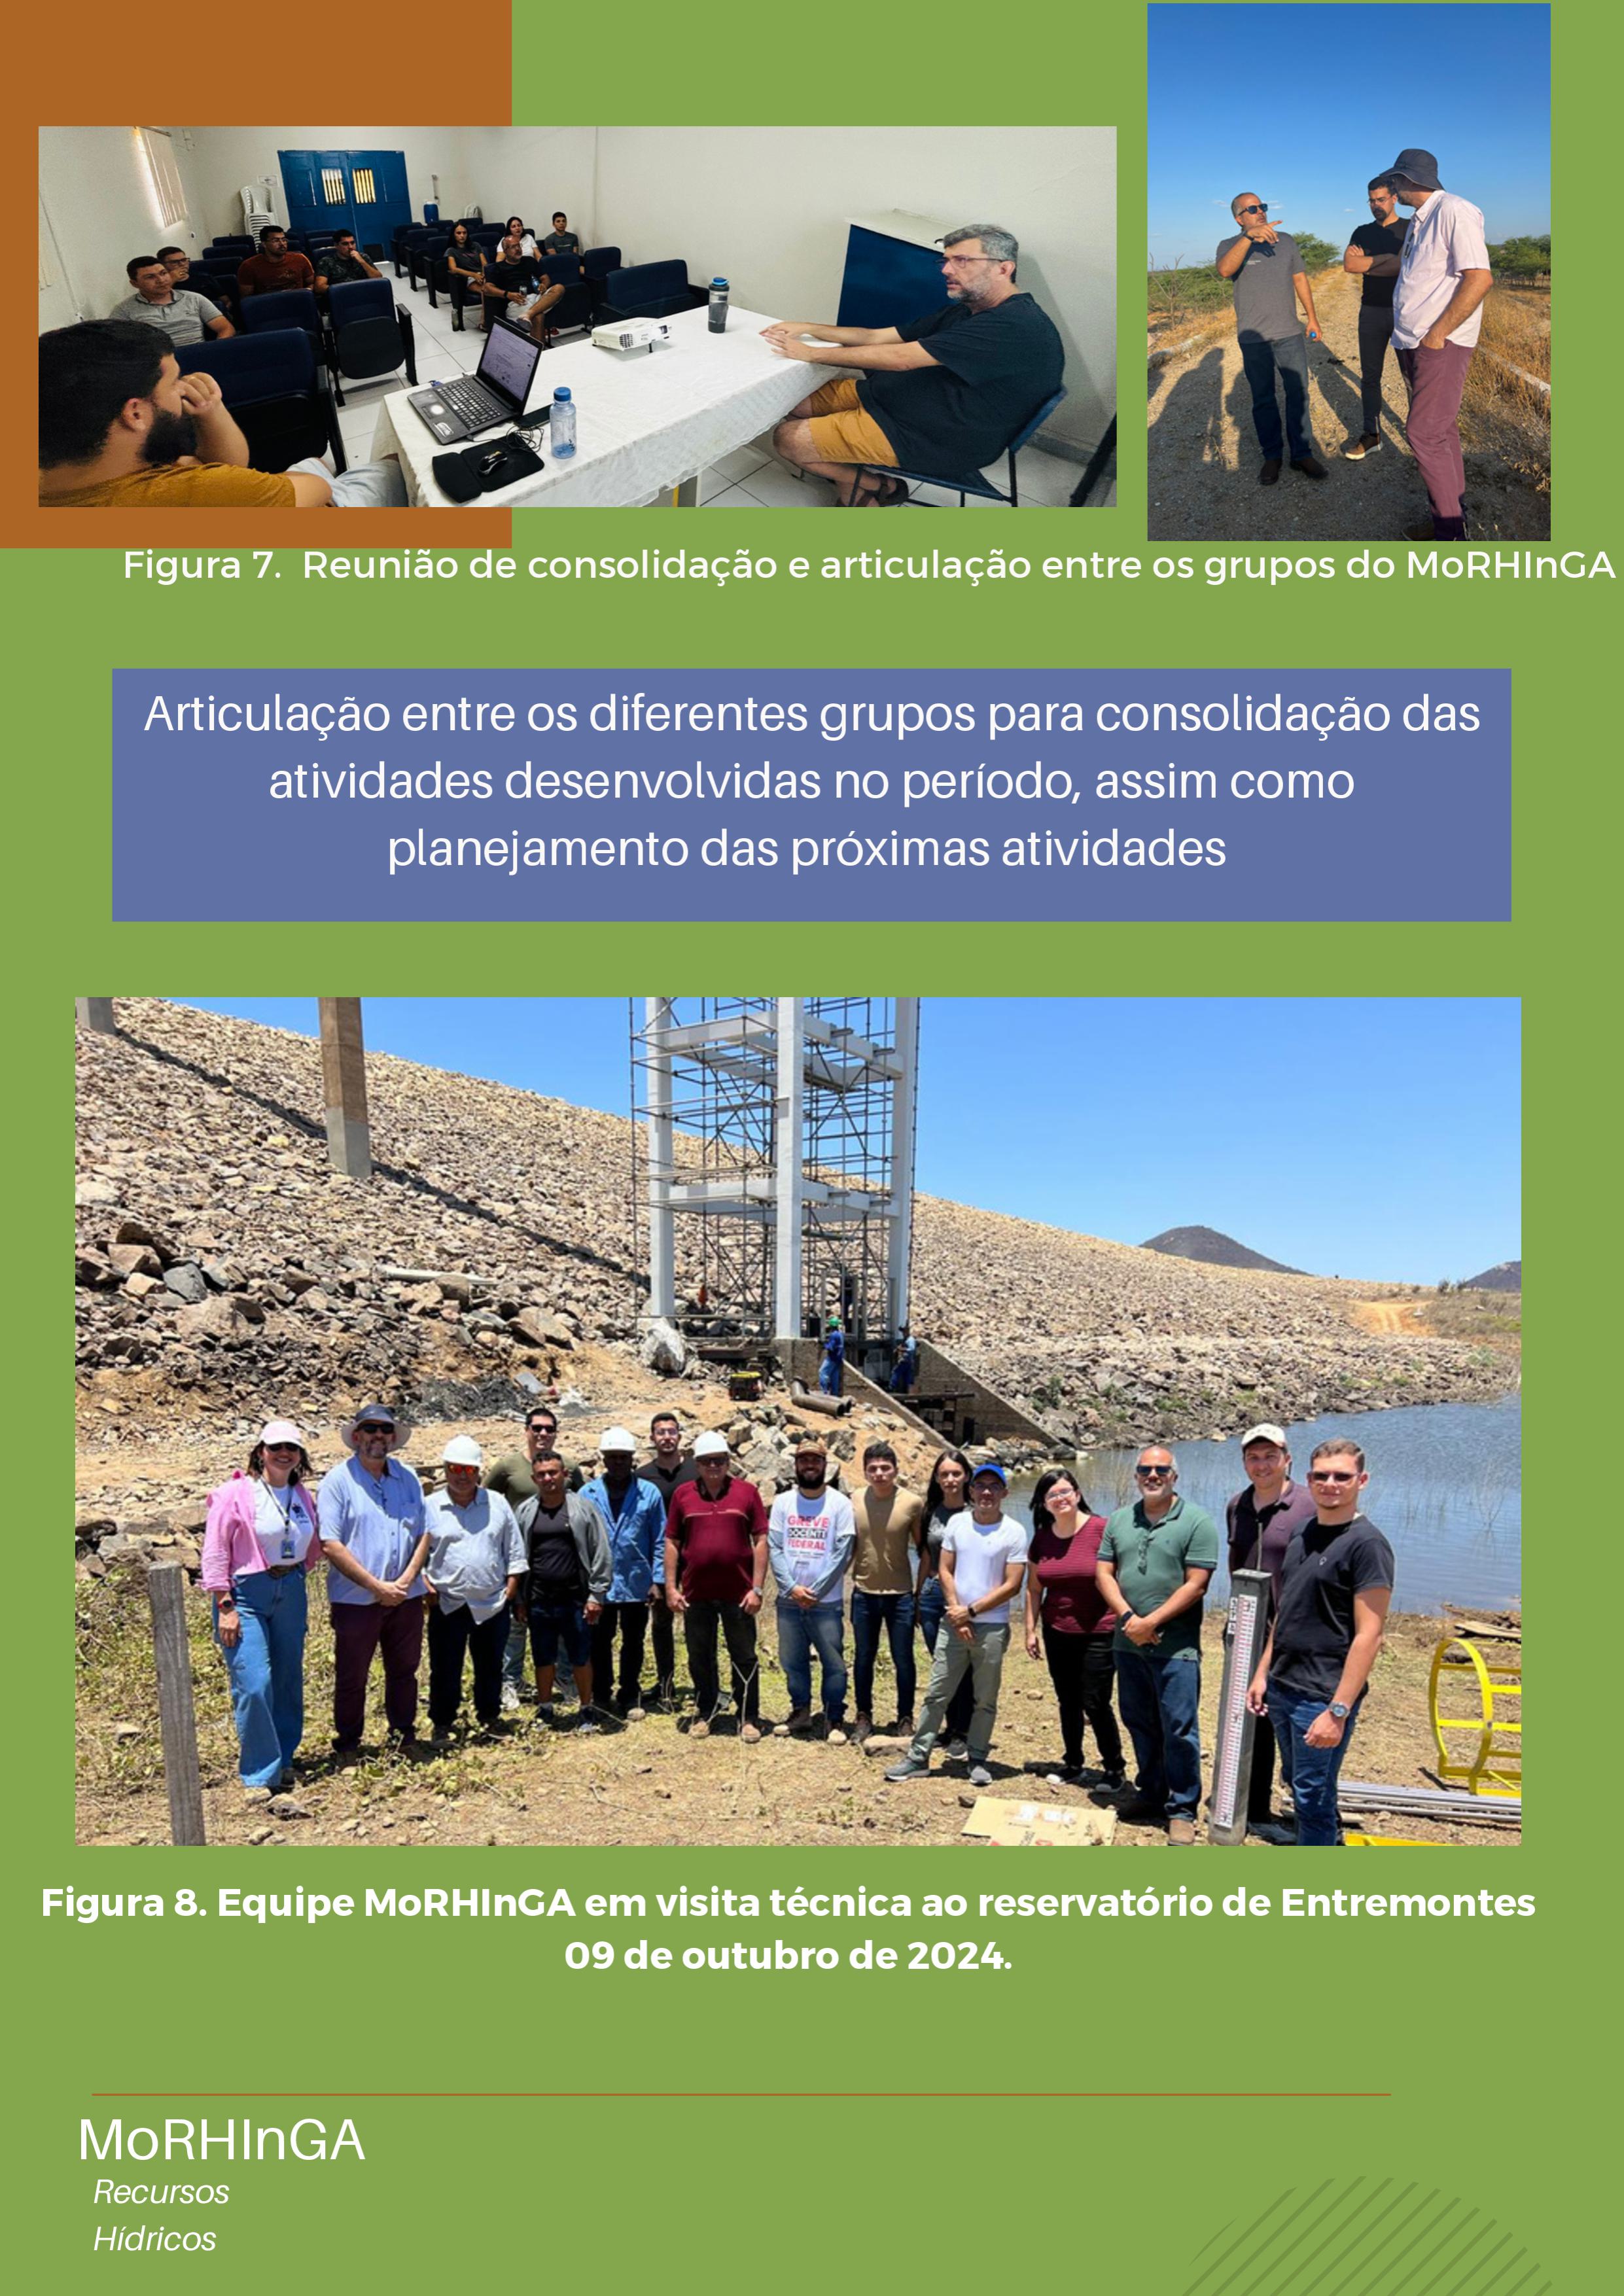 Figura 7. Reunião de consolidação e articulação entre os grupos do MoRHInGA
Articulação entre os diferentes grupos para consolidação das
atividades desenvolvidas no período, assim como
planejamento das próximas atividades
GREVE
DOCENTE
FEDERAL
Figura 8. Equipe MoRHInGA em visita técnica ao reservatório de Entremontes
09 de outubro de 2024.
MoRHInGA
Recursos
Hídricos